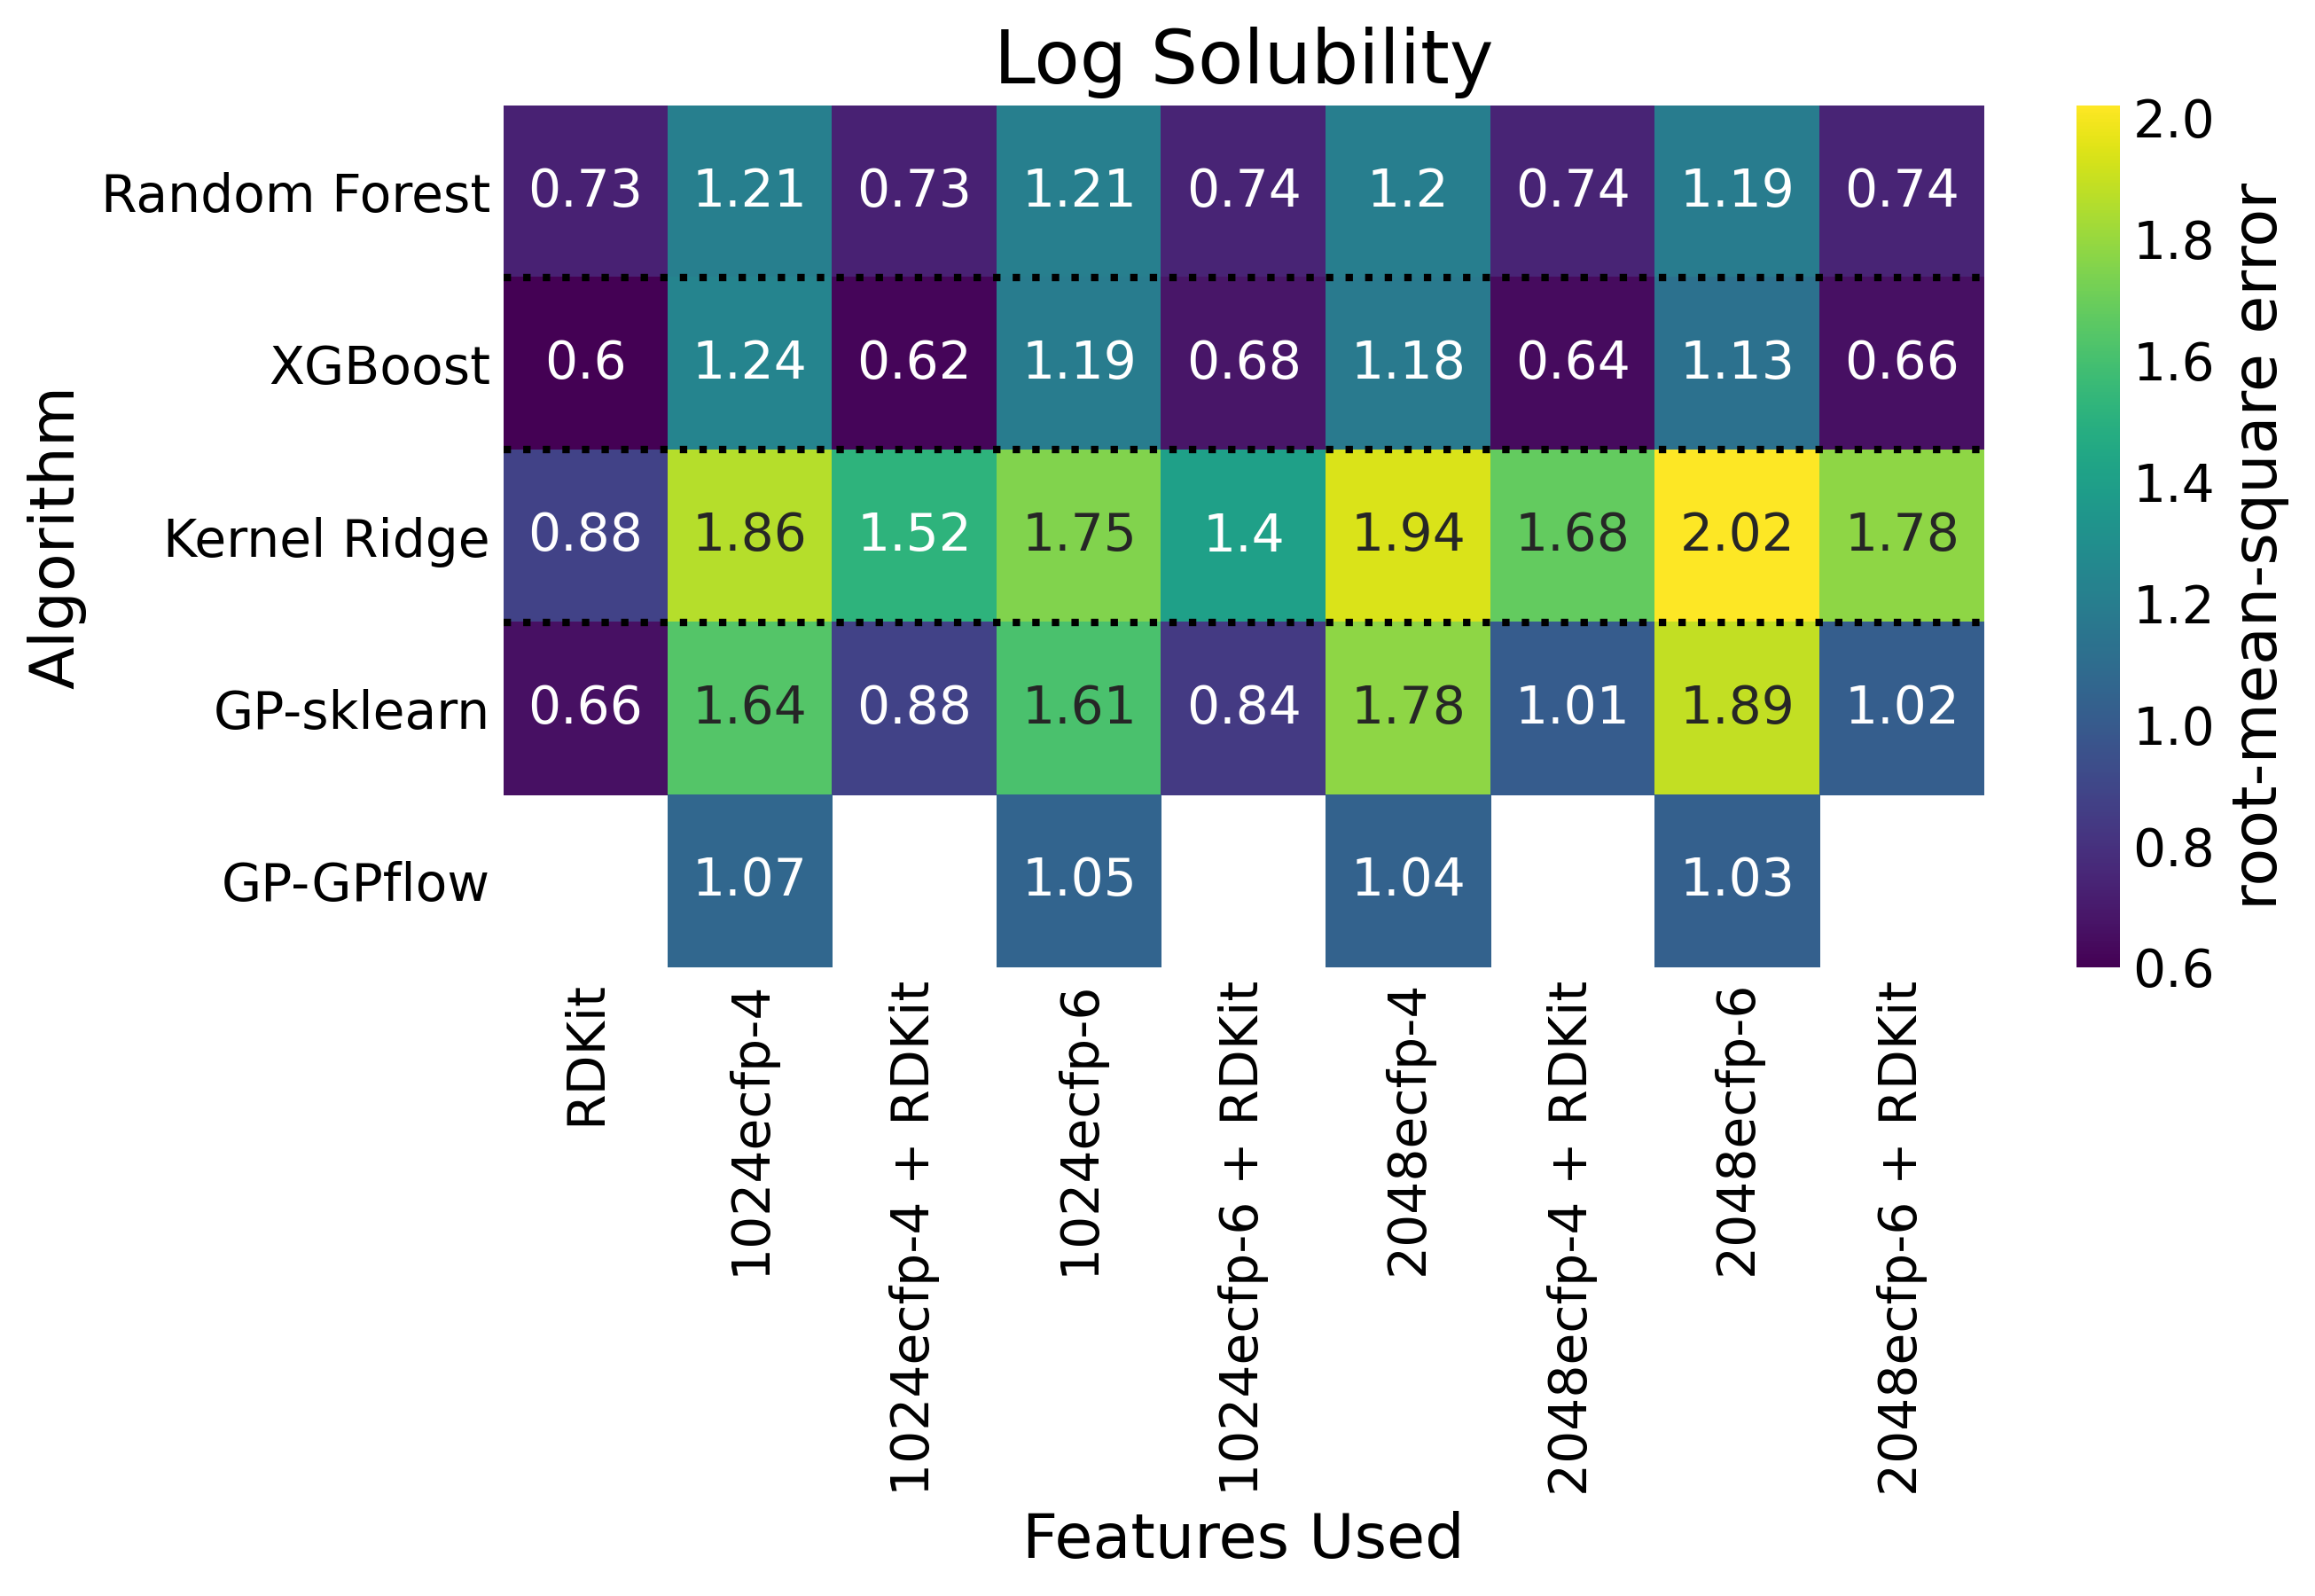 Log Solubility
Algorithm
Random Forest 0.73 1.21 0.73 1.21 0.74 1.2 0.74 1.19 0.74
XGBoost 0.6 1.24 0.62 1.19 0.68 1.18 0.64 1.13 0.66
Kernel Ridge 0.88 1.86 1.52 1.75 1.4 1.94 1.68 2.02 1.78
GP-sklearn 0.66 1.64 0.88 1.61 0.84 1.78 1.01 1.89 1.02
GP-GPflow 1.07 1.05 1.04 1.03
RDKit
1024ecfp-4
1024ecfp-4 + RDKit
1024ecfp-6
1024ecfp-6 + RDKit
2048ecfp-4
2048ecfp-4 + RDKit
2048ecfp-6
2048ecfp-6 + RDKit
Features Used
2.0
1.8
1.6
1.4
1.2
1.0
0.8
0.6
root-mean-square error